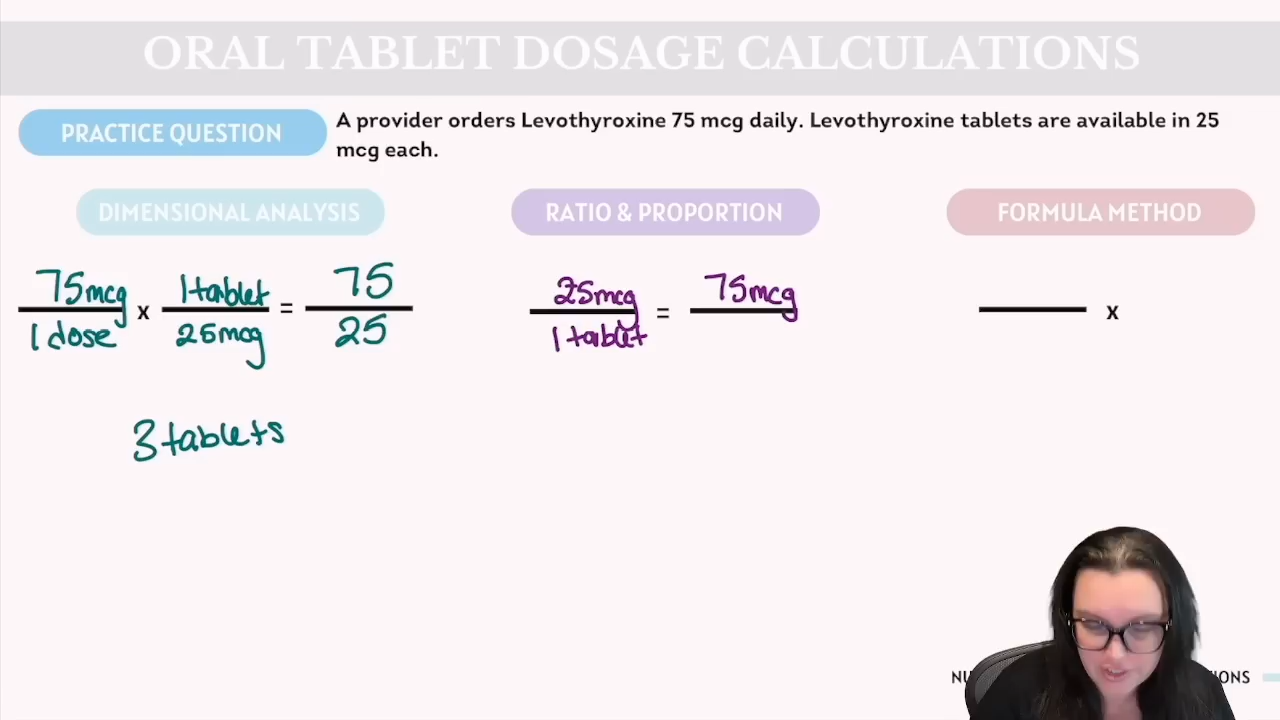 ORAL TABLET DOSAGE CALCULATIONS
PRACTICE QUESTION
A provider orders Levothyroxine 75 mcg daily. Levothyroxine tablets are available in 25
mcg each.
DIMENSIONAL ANALYSIS
75mcg x 1 tablet = 75
1 dose 25mcg 25
3 tablets
RATIO & PROPORTION
25mcg = 75mcg
1 tablet
FORMULA METHOD
x